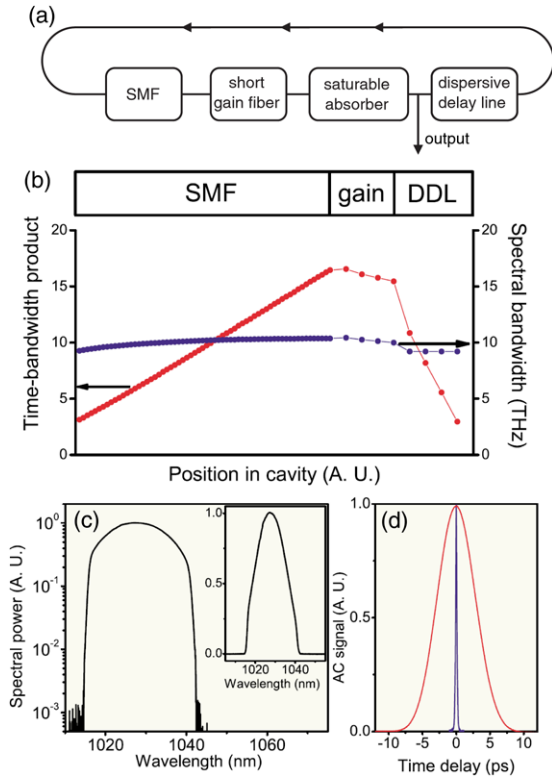 (a)
SMF
short
gain fiber
saturable
absorber
dispersive
delay line
output
(b)
SMF
gain
DDL
Time-bandwidth product
20
15
10
5
0
20
15
10
5
0
Spectral bandwidth
(THz)
Position in cavity (A. U.)
(c)
Spectral power (A. U.)
10⁰
10⁻¹
10⁻²
10⁻³
1020
1040
1060
Wavelength (nm)
1.0
0.5
0.0
1020
1040
Wavelength (nm)
(d)
AC signal (A. U.)
1.0
0.5
0.0
-10
-5
0
5
10
Time delay (ps)